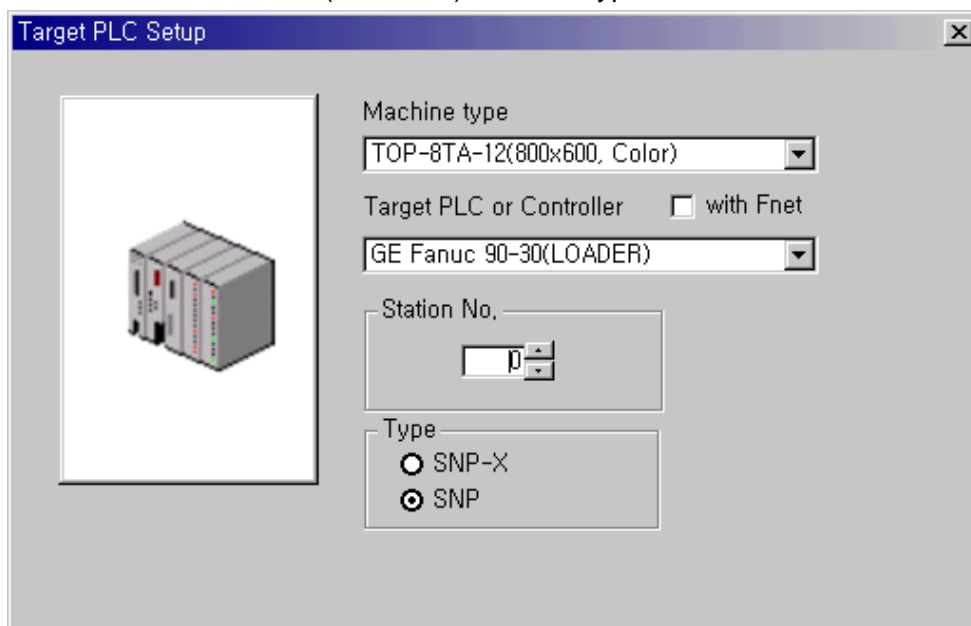 Target PLC Setup
Machine type
TOP-8TA-12(800x600, Color)
Target PLC or Controller with Fnet
GE Fanuc 90-30(LOADER)
Station No,
0
Type
SNP-X
SNP